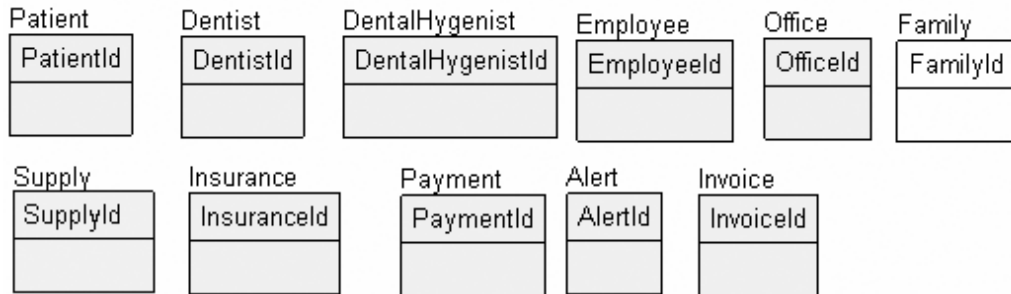 Patient Dentist DentalHygenist Employee Office Family
PatientId DentistId DentalHygenistId EmployeeId OfficeId FamilyId
Supply Insurance Payment Alert Invoice
SupplyId InsuranceId PaymentId AlertId InvoiceId